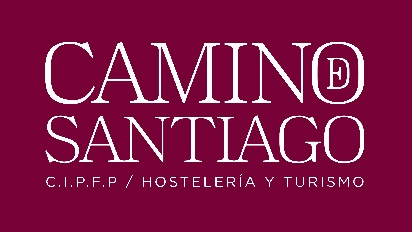 CAMINO DE
SANTIAGO
C.I.P.F.P / HOSTELERÍA Y TURISMO